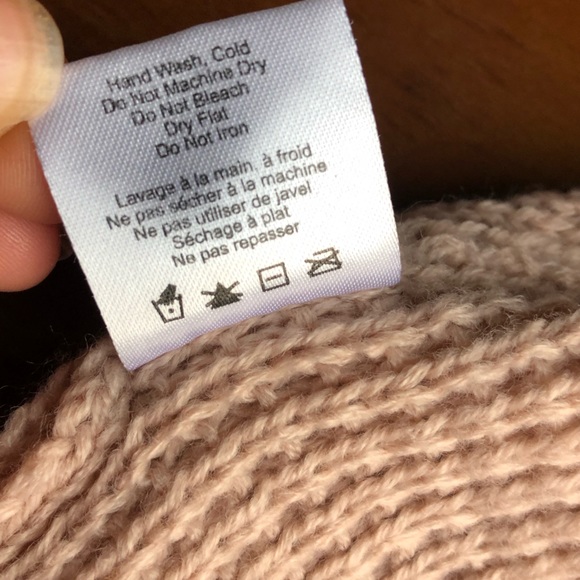 Hand Wash, Cold
Do Not Machine Dry
Do Not Bleach
Dry Flat
Do Not Iron
Lavage à la main, à froid
Ne pas sécher à la machine
Ne pas utiliser de javel
Séchage à plat
Ne pas repasser